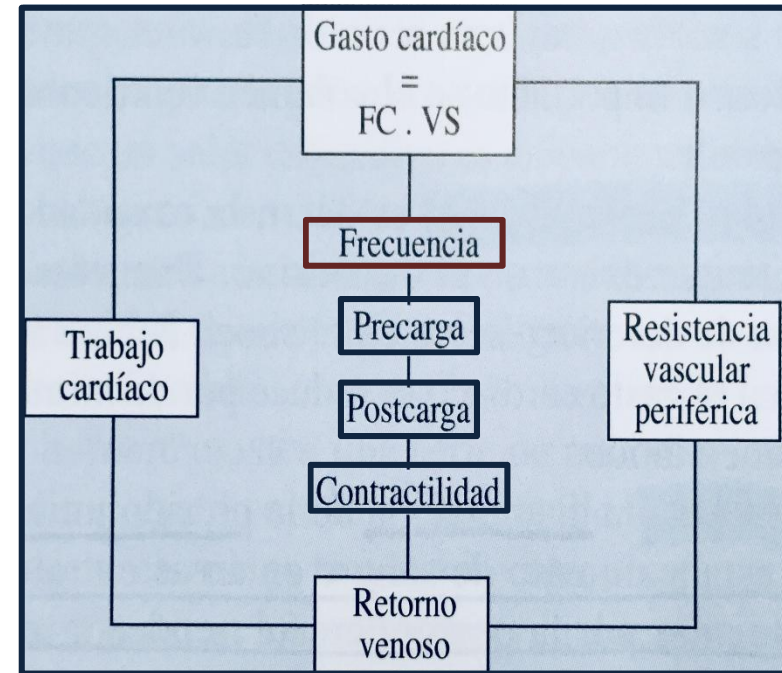 Gasto cardíaco
=
FC . VS
Frecuencia
Precarga
Postcarga
Contractilidad
Trabajo
cardíaco
Resistencia
vascular
periférica
Retorno
venoso